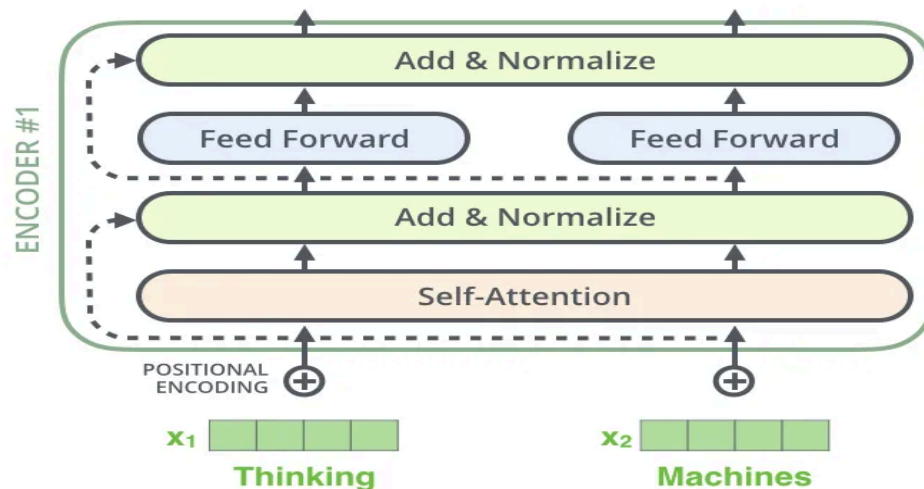 Add & Normalize
Feed Forward Feed Forward
ENCODER #1
Add & Normalize
Self-Attention
POSITIONAL
ENCODING
x₁ x₂
Thinking Machines